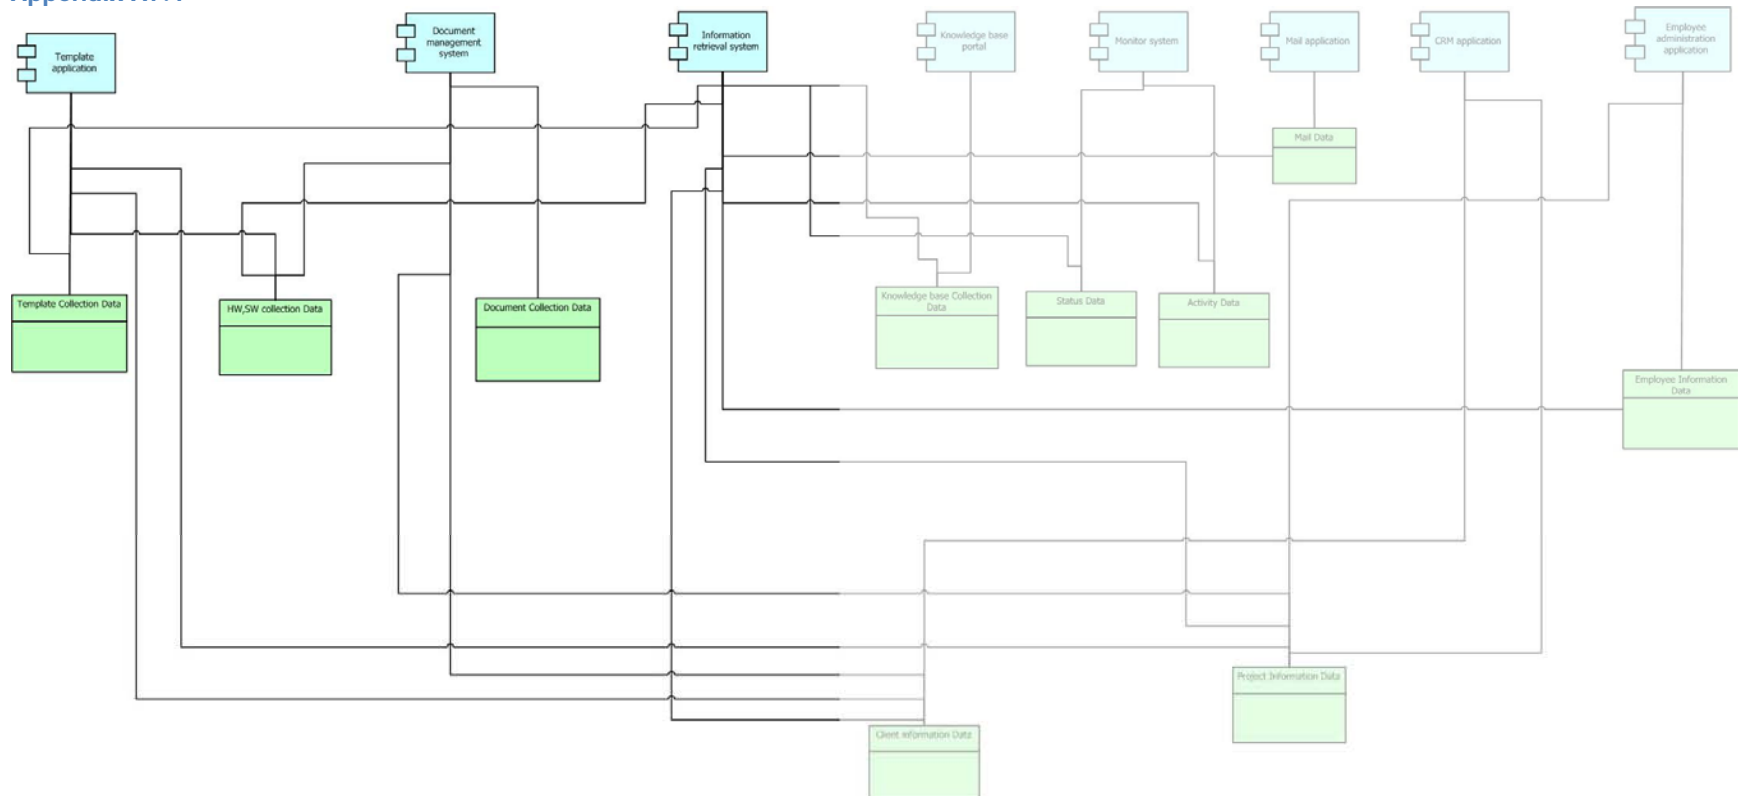 Template
application
Document
management
system
Information
retrieval system
Knowledge base
portal
Monitor system
Mail application
CRM application
Employee
administration
application
Mail Data
Template Collection Data
HW,SW collection Data
Document Collection Data
Knowledge base Collection
Data
Status Data
Activity Data
Employee Information
Data
Project Information Data
Client Information Data